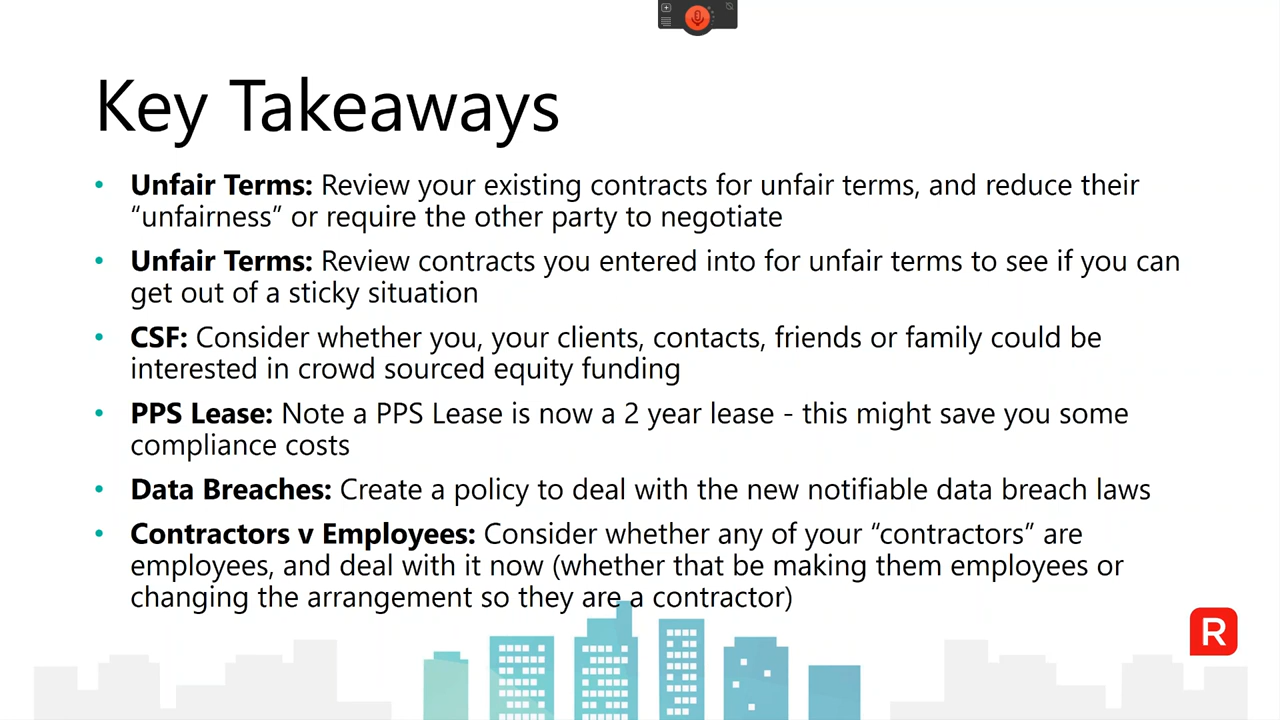 Key Takeaways
• Unfair Terms: Review your existing contracts for unfair terms, and reduce their
“unfairness” or require the other party to negotiate
• Unfair Terms: Review contracts you entered into for unfair terms to see if you can
get out of a sticky situation
• CSF: Consider whether you, your clients, contacts, friends or family could be
interested in crowd sourced equity funding
• PPS Lease: Note a PPS Lease is now a 2 year lease - this might save you some
compliance costs
• Data Breaches: Create a policy to deal with the new notifiable data breach laws
• Contractors v Employees: Consider whether any of your “contractors” are
employees, and deal with it now (whether that be making them employees or
changing the arrangement so they are a contractor)
R